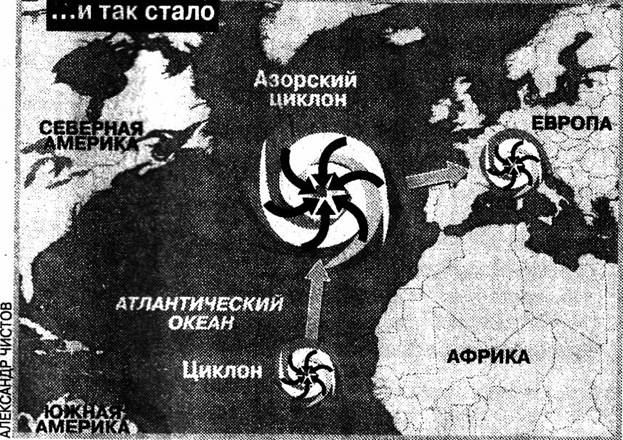 ...и так стало
Азорский
циклон
СЕВЕРНАЯ
АМЕРИКА
ЕВРОПА
АТЛАНТИЧЕСКИЙ
ОКЕАН
Циклон
АФРИКА
ЮЖНАЯ
АМЕРИКА
АЛЕКСАНДР ЧИСТОВ